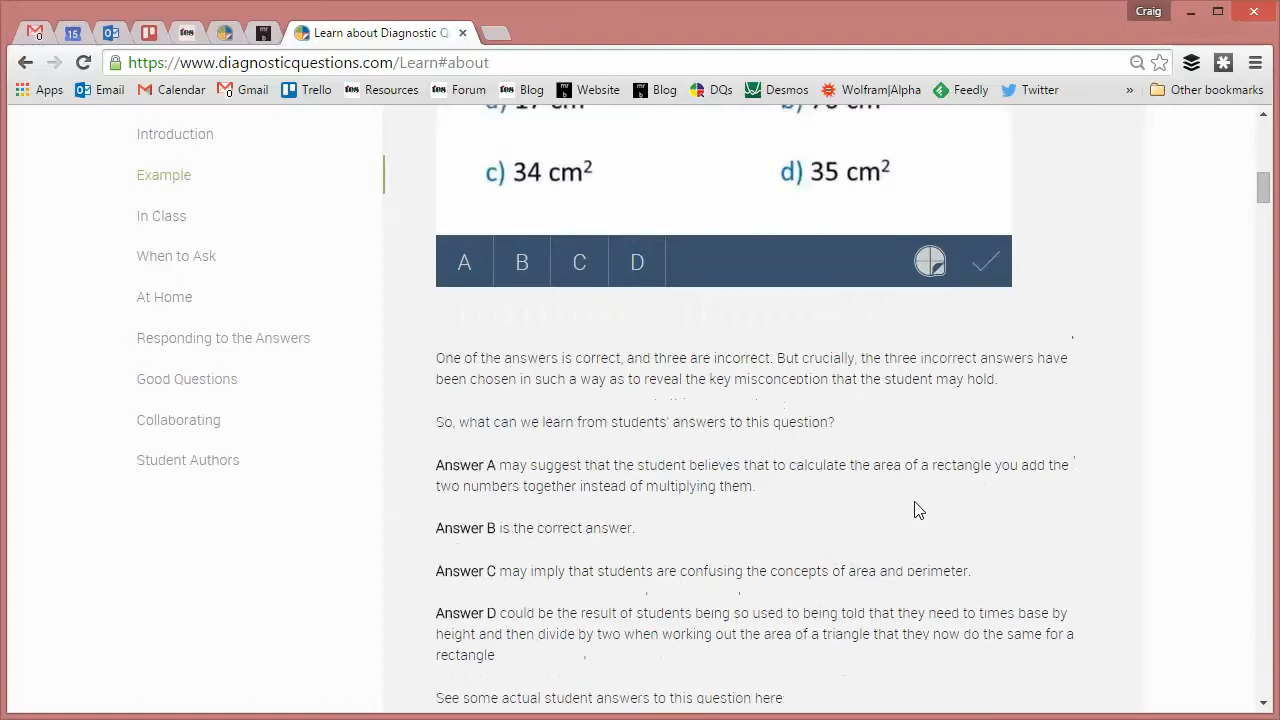 Craig
Learn about Diagnostic Q
https://www.diagnosticquestions.com/Learn#about
Apps Email Calendar Gmail Trello Resources Forum Blog Website Blog DQs Desmos Wolfram|Alpha Feedly Twitter » Other bookmarks
Introduction
Example
In Class
When to Ask
At Home
Responding to the Answers
Good Questions
Collaborating
Student Authors
c) 34 cm² d) 35 cm²
A B C D
One of the answers is correct, and three are incorrect. But crucially, the three incorrect answers have
been chosen in such a way as to reveal the key misconception that the student may hold.
So, what can we learn from students' answers to this question?
Answer A may suggest that the student believes that to calculate the area of a rectangle you add the
two numbers together instead of multiplying them.
Answer B is the correct answer.
Answer C may imply that students are confusing the concepts of area and perimeter.
Answer D could be the result of students being so used to being told that they need to times base by
height and then divide by two when working out the area of a triangle that they now do the same for a
rectangle
See some actual student answers to this question here